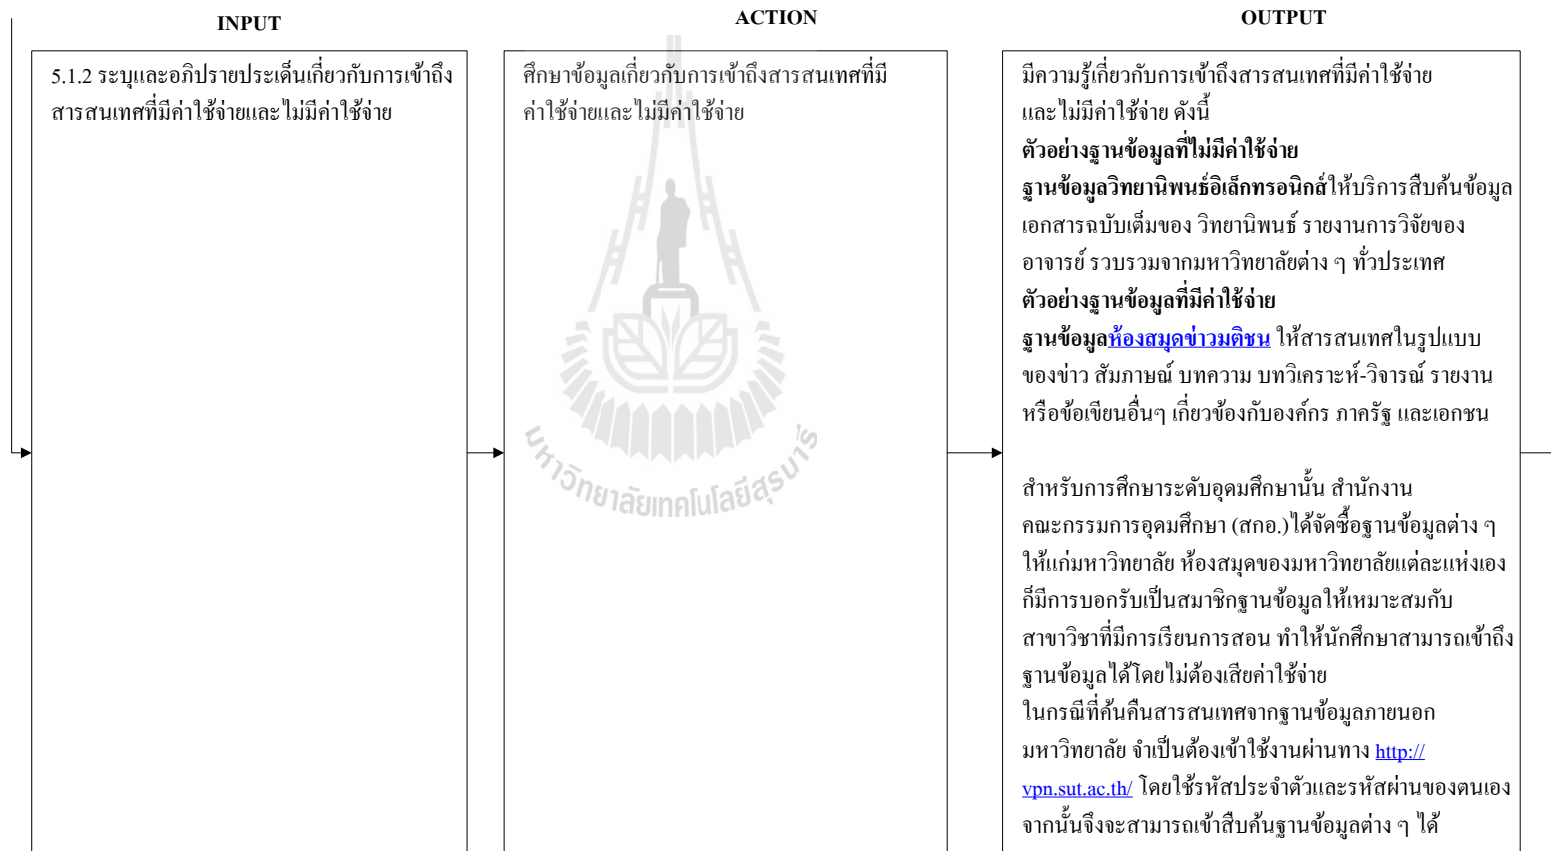 INPUT
ACTION
OUTPUT
5.1.2 ระบุและอภิปรายประเด็นเกี่ยวกับการเข้าถึง
สารสนเทศที่มีค่าใช้จ่ายและไม่มีค่าใช้จ่าย
ศึกษาข้อมูลเกี่ยวกับการเข้าถึงสารสนเทศที่มี
ค่าใช้จ่ายและไม่มีค่าใช้จ่าย
มหาวิทยาลัยเทคโนโลยีสุรนารี
มีความรู้เกี่ยวกับการเข้าถึงสารสนเทศที่มีค่าใช้จ่าย
และไม่มีค่าใช้จ่าย ดังนี้
ตัวอย่างฐานข้อมูลที่ไม่มีค่าใช้จ่าย
ฐานข้อมูลวิทยานิพนธ์อิเล็กทรอนิกส์ให้บริการสืบค้นข้อมูล
เอกสารฉบับเต็มของ วิทยานิพนธ์ รายงานการวิจัยของ
อาจารย์ รวบรวมจากมหาวิทยาลัยต่าง ๆ ทั่วประเทศ
ตัวอย่างฐานข้อมูลที่มีค่าใช้จ่าย
ฐานข้อมูลห้องสมุดข่าวมติชน ให้สารสนเทศในรูปแบบ
ของข่าว สัมภาษณ์ บทความ บทวิเคราะห์-วิจารณ์ รายงาน
หรือข้อเขียนอื่นๆ เกี่ยวข้องกับองค์กร ภาครัฐ และเอกชน
สำหรับการศึกษาระดับอุดมศึกษานั้น สำนักงาน
คณะกรรมการอุดมศึกษา (สกอ.)ได้จัดซื้อฐานข้อมูลต่าง ๆ
ให้แก่มหาวิทยาลัย ห้องสมุดของมหาวิทยาลัยแต่ละแห่งเอง
ก็มีการบอกรับเป็นสมาชิกฐานข้อมูลให้เหมาะสมกับ
สาขาวิชาที่มีการเรียนการสอน ทำให้นักศึกษาสามารถเข้าถึง
ฐานข้อมูลได้โดยไม่ต้องเสียค่าใช้จ่าย
ในกรณีที่ค้นคืนสารสนเทศจากฐานข้อมูลภายนอก
มหาวิทยาลัย จำเป็นต้องเข้าใช้งานผ่านทาง http://
vpn.sut.ac.th/ โดยใช้รหัสประจำตัวและรหัสผ่านของตนเอง
จากนั้นจึงจะสามารถเข้าสืบค้นฐานข้อมูลต่าง ๆ ได้